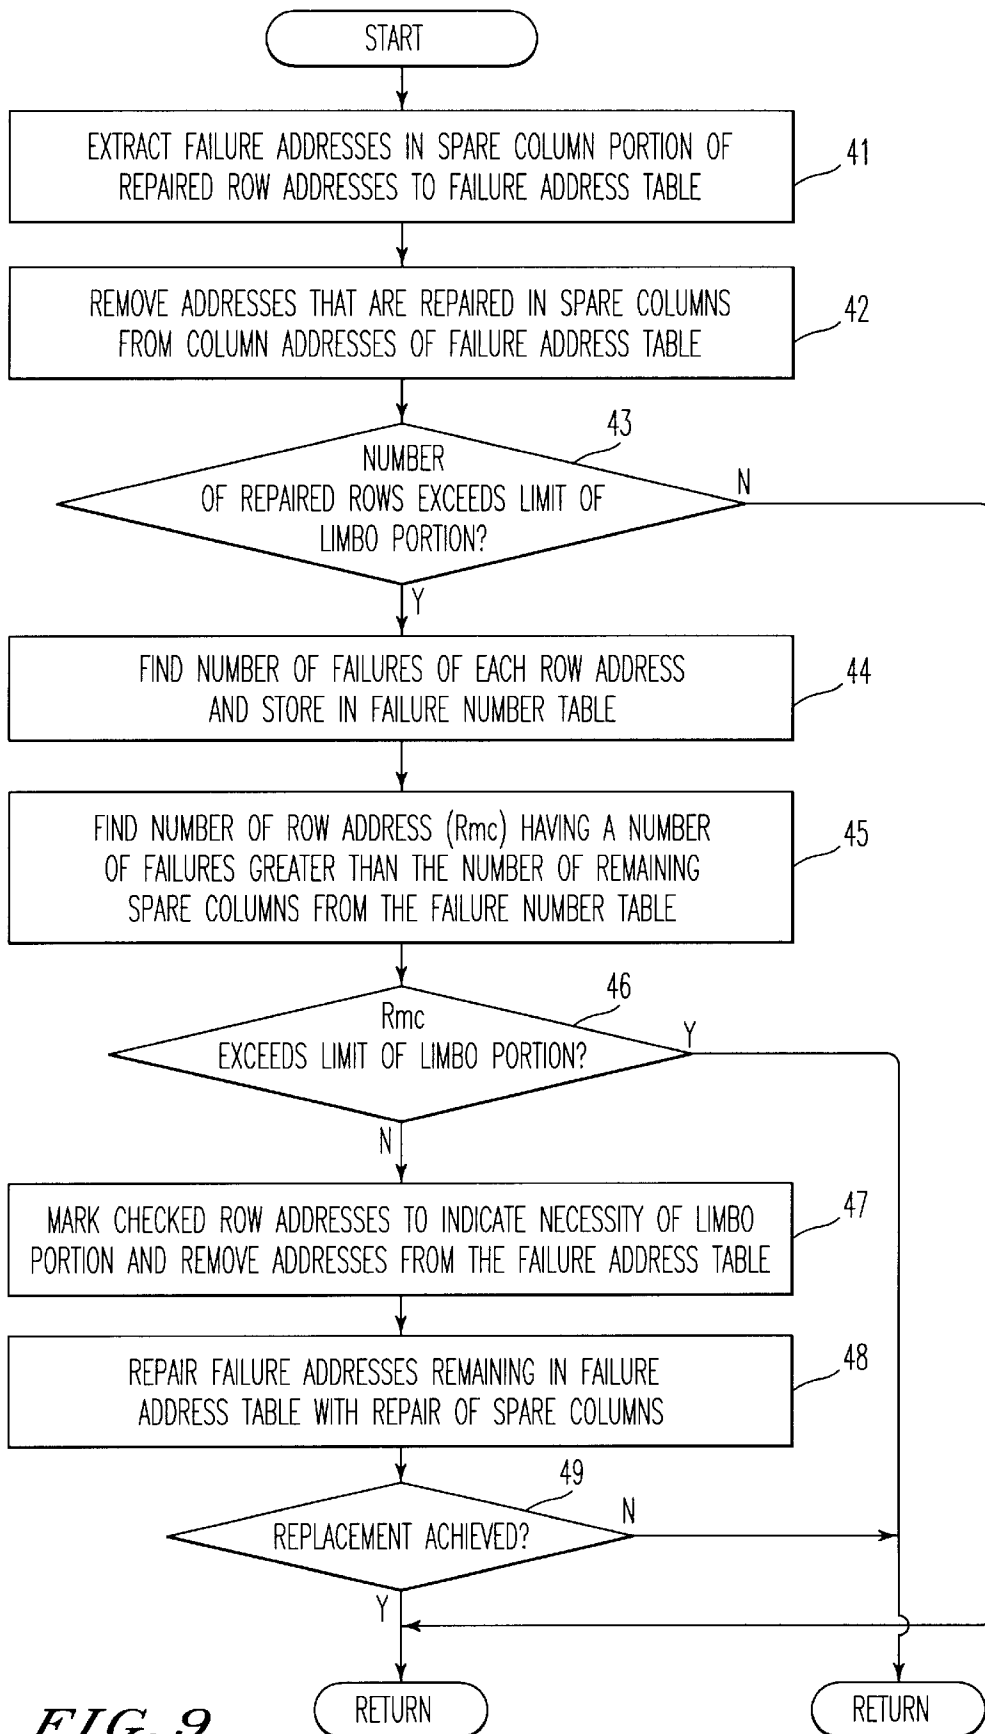 START
EXTRACT FAILURE ADDRESSES IN SPARE COLUMN PORTION OF
REPAIRED ROW ADDRESSES TO FAILURE ADDRESS TABLE
41
REMOVE ADDRESSES THAT ARE REPAIRED IN SPARE COLUMNS
FROM COLUMN ADDRESSES OF FAILURE ADDRESS TABLE
42
43
NUMBER
OF REPAIRED ROWS EXCEEDS LIMIT OF
LIMBO PORTION?
N
Y
FIND NUMBER OF FAILURES OF EACH ROW ADDRESS
AND STORE IN FAILURE NUMBER TABLE
44
FIND NUMBER OF ROW ADDRESS (Rmc) HAVING A NUMBER
OF FAILURES GREATER THAN THE NUMBER OF REMAINING
SPARE COLUMNS FROM THE FAILURE NUMBER TABLE
45
46
Rmc
EXCEEDS LIMIT OF LIMBO PORTION?
Y
N
MARK CHECKED ROW ADDRESSES TO INDICATE NECESSITY OF LIMBO
PORTION AND REMOVE ADDRESSES FROM THE FAILURE ADDRESS TABLE
47
REPAIR FAILURE ADDRESSES REMAINING IN FAILURE
ADDRESS TABLE WITH REPAIR OF SPARE COLUMNS
48
49
REPLACEMENT ACHIEVED?
N
Y
RETURN
RETURN
FIG. 9